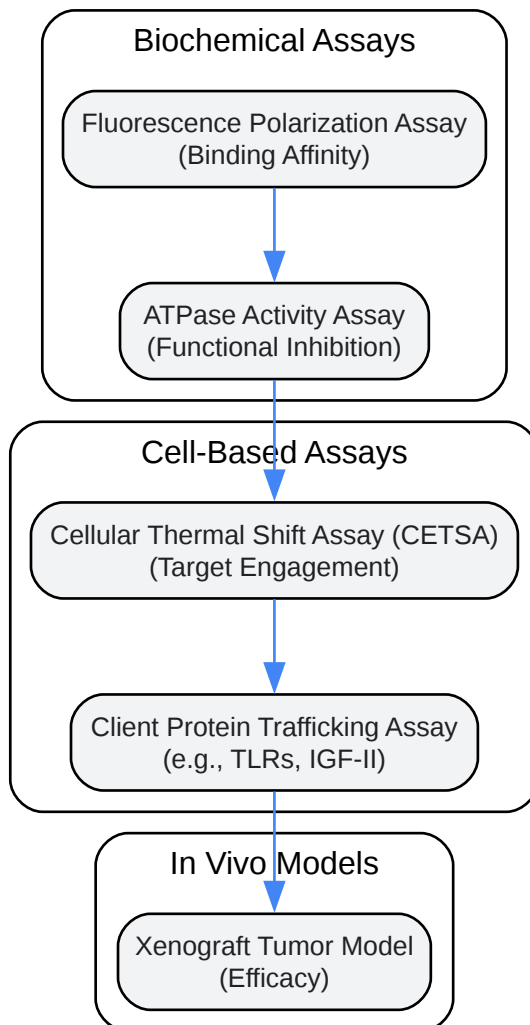 Biochemical Assays
Fluorescence Polarization Assay
(Binding Affinity)
ATPase Activity Assay
(Functional Inhibition)
Cell-Based Assays
Cellular Thermal Shift Assay (CETSA)
(Target Engagement)
Client Protein Trafficking Assay
(e.g., TLRs, IGF-II)
In Vivo Models
Xenograft Tumor Model
(Efficacy)